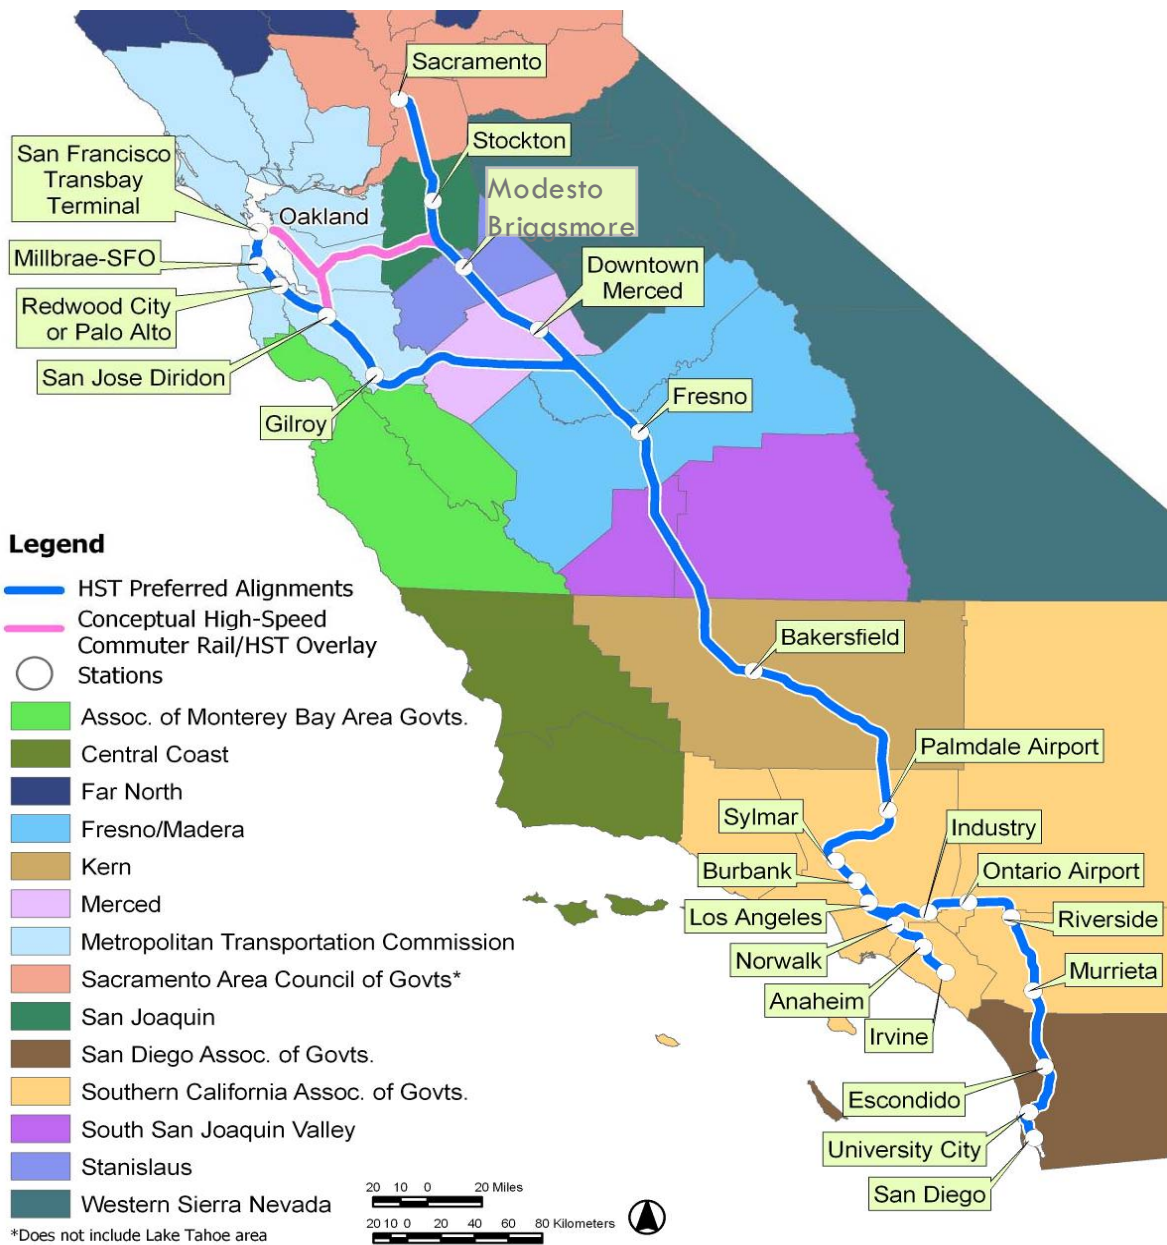 Sacramento
Stockton
San Francisco
Transbay
Terminal
Modesto
Briggsmore
Oakland
Millbrae-SFO
Downtown
Merced
Redwood City
or Palo Alto
San Jose Diridon
Fresno
Gilroy
Legend
HST Preferred Alignments
Conceptual High-Speed
Commuter Rail/HST Overlay
Stations
Assoc. of Monterey Bay Area Govts.
Central Coast
Far North
Fresno/Madera
Kern
Merced
Metropolitan Transportation Commission
Sacramento Area Council of Govts*
San Joaquin
San Diego Assoc. of Govts.
Southern California Assoc. of Govts.
South San Joaquin Valley
Stanislaus
Western Sierra Nevada
*Does not include Lake Tahoe area
Bakersfield
Palmdale Airport
Sylmar
Industry
Burbank
Ontario Airport
Los Angeles
Riverside
Norwalk
Murrieta
Anaheim
Irvine
Escondido
University City
San Diego
20 10 0 20 Miles
20 10 0 20 40 60 80 Kilometers